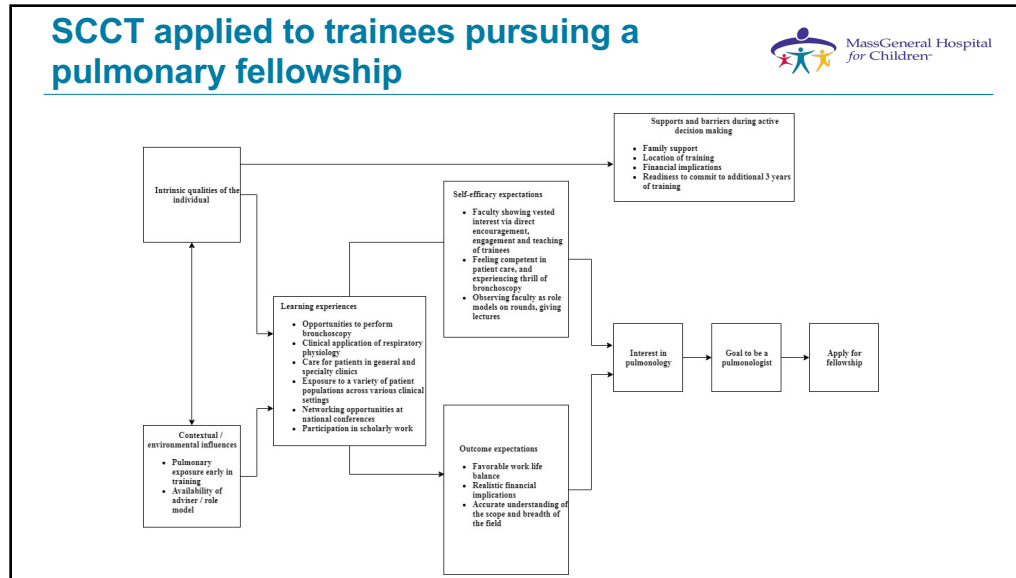 SCCT applied to trainees pursuing a
pulmonary fellowship
MassGeneral Hospital
for Children
Supports and barriers during active
decision making
• Family support
• Location of training
• Financial implications
• Readiness to commit to additional 3 years
of training
Intrinsic qualities of the
individual
Self-efficacy expectations
• Faculty showing vested
interest via direct
encouragement,
engagement and teaching
of trainees
• Feeling competent in
patient care, and
experiencing thrill of
bronchoscopy
• Observing faculty as role
models on rounds, giving
lectures
Learning experiences
• Opportunities to perform
bronchoscopy
• Clinical application of respiratory
physiology
• Care for patients in general and
specialty clinics
• Exposure to a variety of patient
populations across various clinical
settings
• Networking opportunities at
national conferences
• Participation in scholarly work
Interest in
pulmonology
Goal to be a
pulmonologist
Apply for
fellowship
Contextual /
environmental influences
• Pulmonary
exposure early in
training
• Availability of
adviser / role
model
Outcome expectations
• Favorable work life
balance
• Realistic financial
implications
• Accurate understanding of
the scope and breadth of
the field